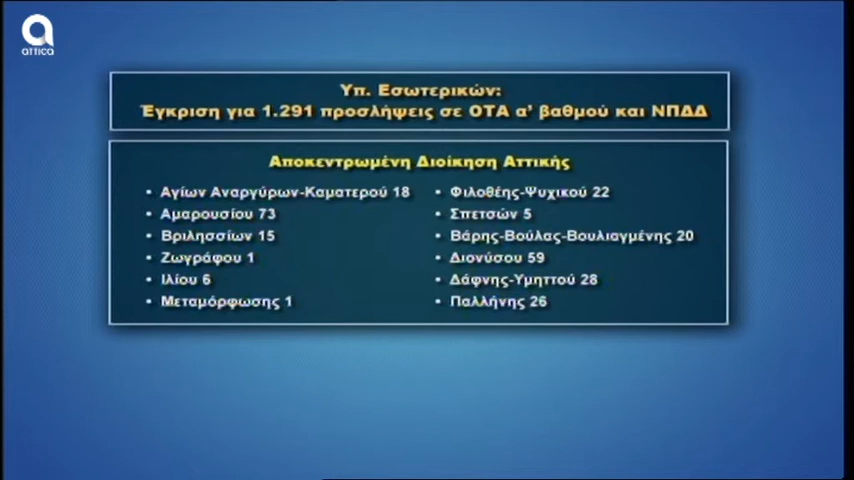 αττica
Υπ. Εσωτερικών:
Έγκριση για 1.291 προσλήψεις σε ΟΤΑ α' βαθμού και ΝΠΔΔ
Αποκεντρωμένη Διοίκηση Αττικής
• Αγίων Αναργύρων-Καματερού 18
• Αμαρουσίου 73
• Βριλησσίων 15
• Ζωγράφου 1
• Ιλίου 6
• Μεταμόρφωσης 1
• Φιλοθέης-Ψυχικού 22
• Σπετσών 5
• Βάρης-Βούλας-Βουλιαγμένης 20
• Διονύσου 59
• Δάφνης-Υμηττού 28
• Παλλήνης 26